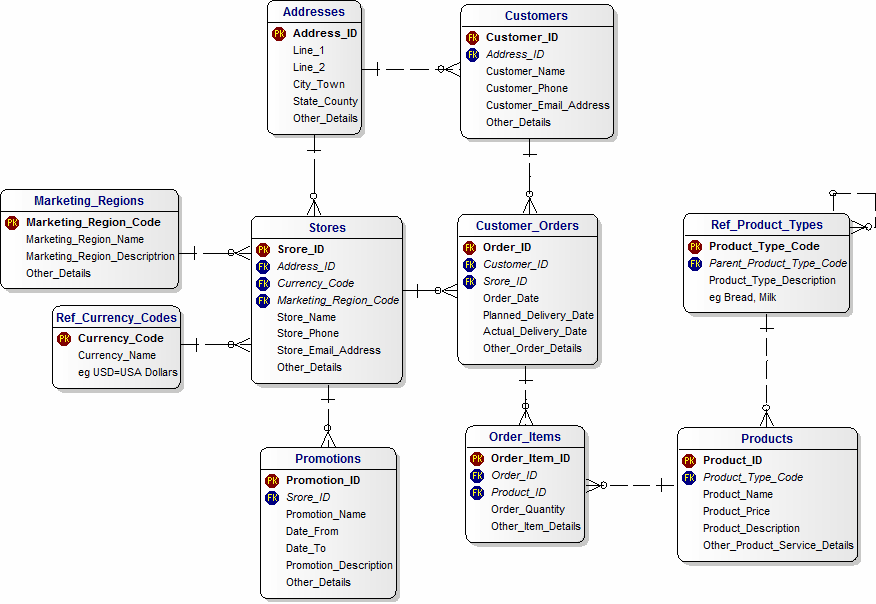 Addresses
PK Address_ID
Line_1
Line_2
City_Town
State_County
Other_Details
Customers
FK Customer_ID
FK Address_ID
Customer_Name
Customer_Phone
Customer_Email_Address
Other_Details
Marketing_Regions
PK Marketing_Region_Code
Marketing_Region_Name
Marketing_Region_Descriptrion
Other_Details
Stores
PK Srore_ID
FK Address_ID
FK Currency_Code
FK Marketing_Region_Code
Store_Name
Store_Phone
Store_Email_Address
Other_Details
Customer_Orders
FK Order_ID
FK Customer_ID
FK Srore_ID
Order_Date
Planned_Delivery_Date
Actual_Delivery_Date
Other_Order_Details
Ref_Product_Types
PK Product_Type_Code
FK Parent_Product_Type_Code
Product_Type_Description
eg Bread, Milk
Ref_Currency_Codes
PK Currency_Code
Currency_Name
eg USD=USA Dollars
Promotions
PK Promotion_ID
FK Srore_ID
Promotion_Name
Date_From
Date_To
Promotion_Description
Other_Details
Order_Items
PK Order_Item_ID
FK Order_ID
FK Product_ID
Order_Quantity
Other_Item_Details
Products
PK Product_ID
FK Product_Type_Code
Product_Name
Product_Price
Product_Description
Other_Product_Service_Details